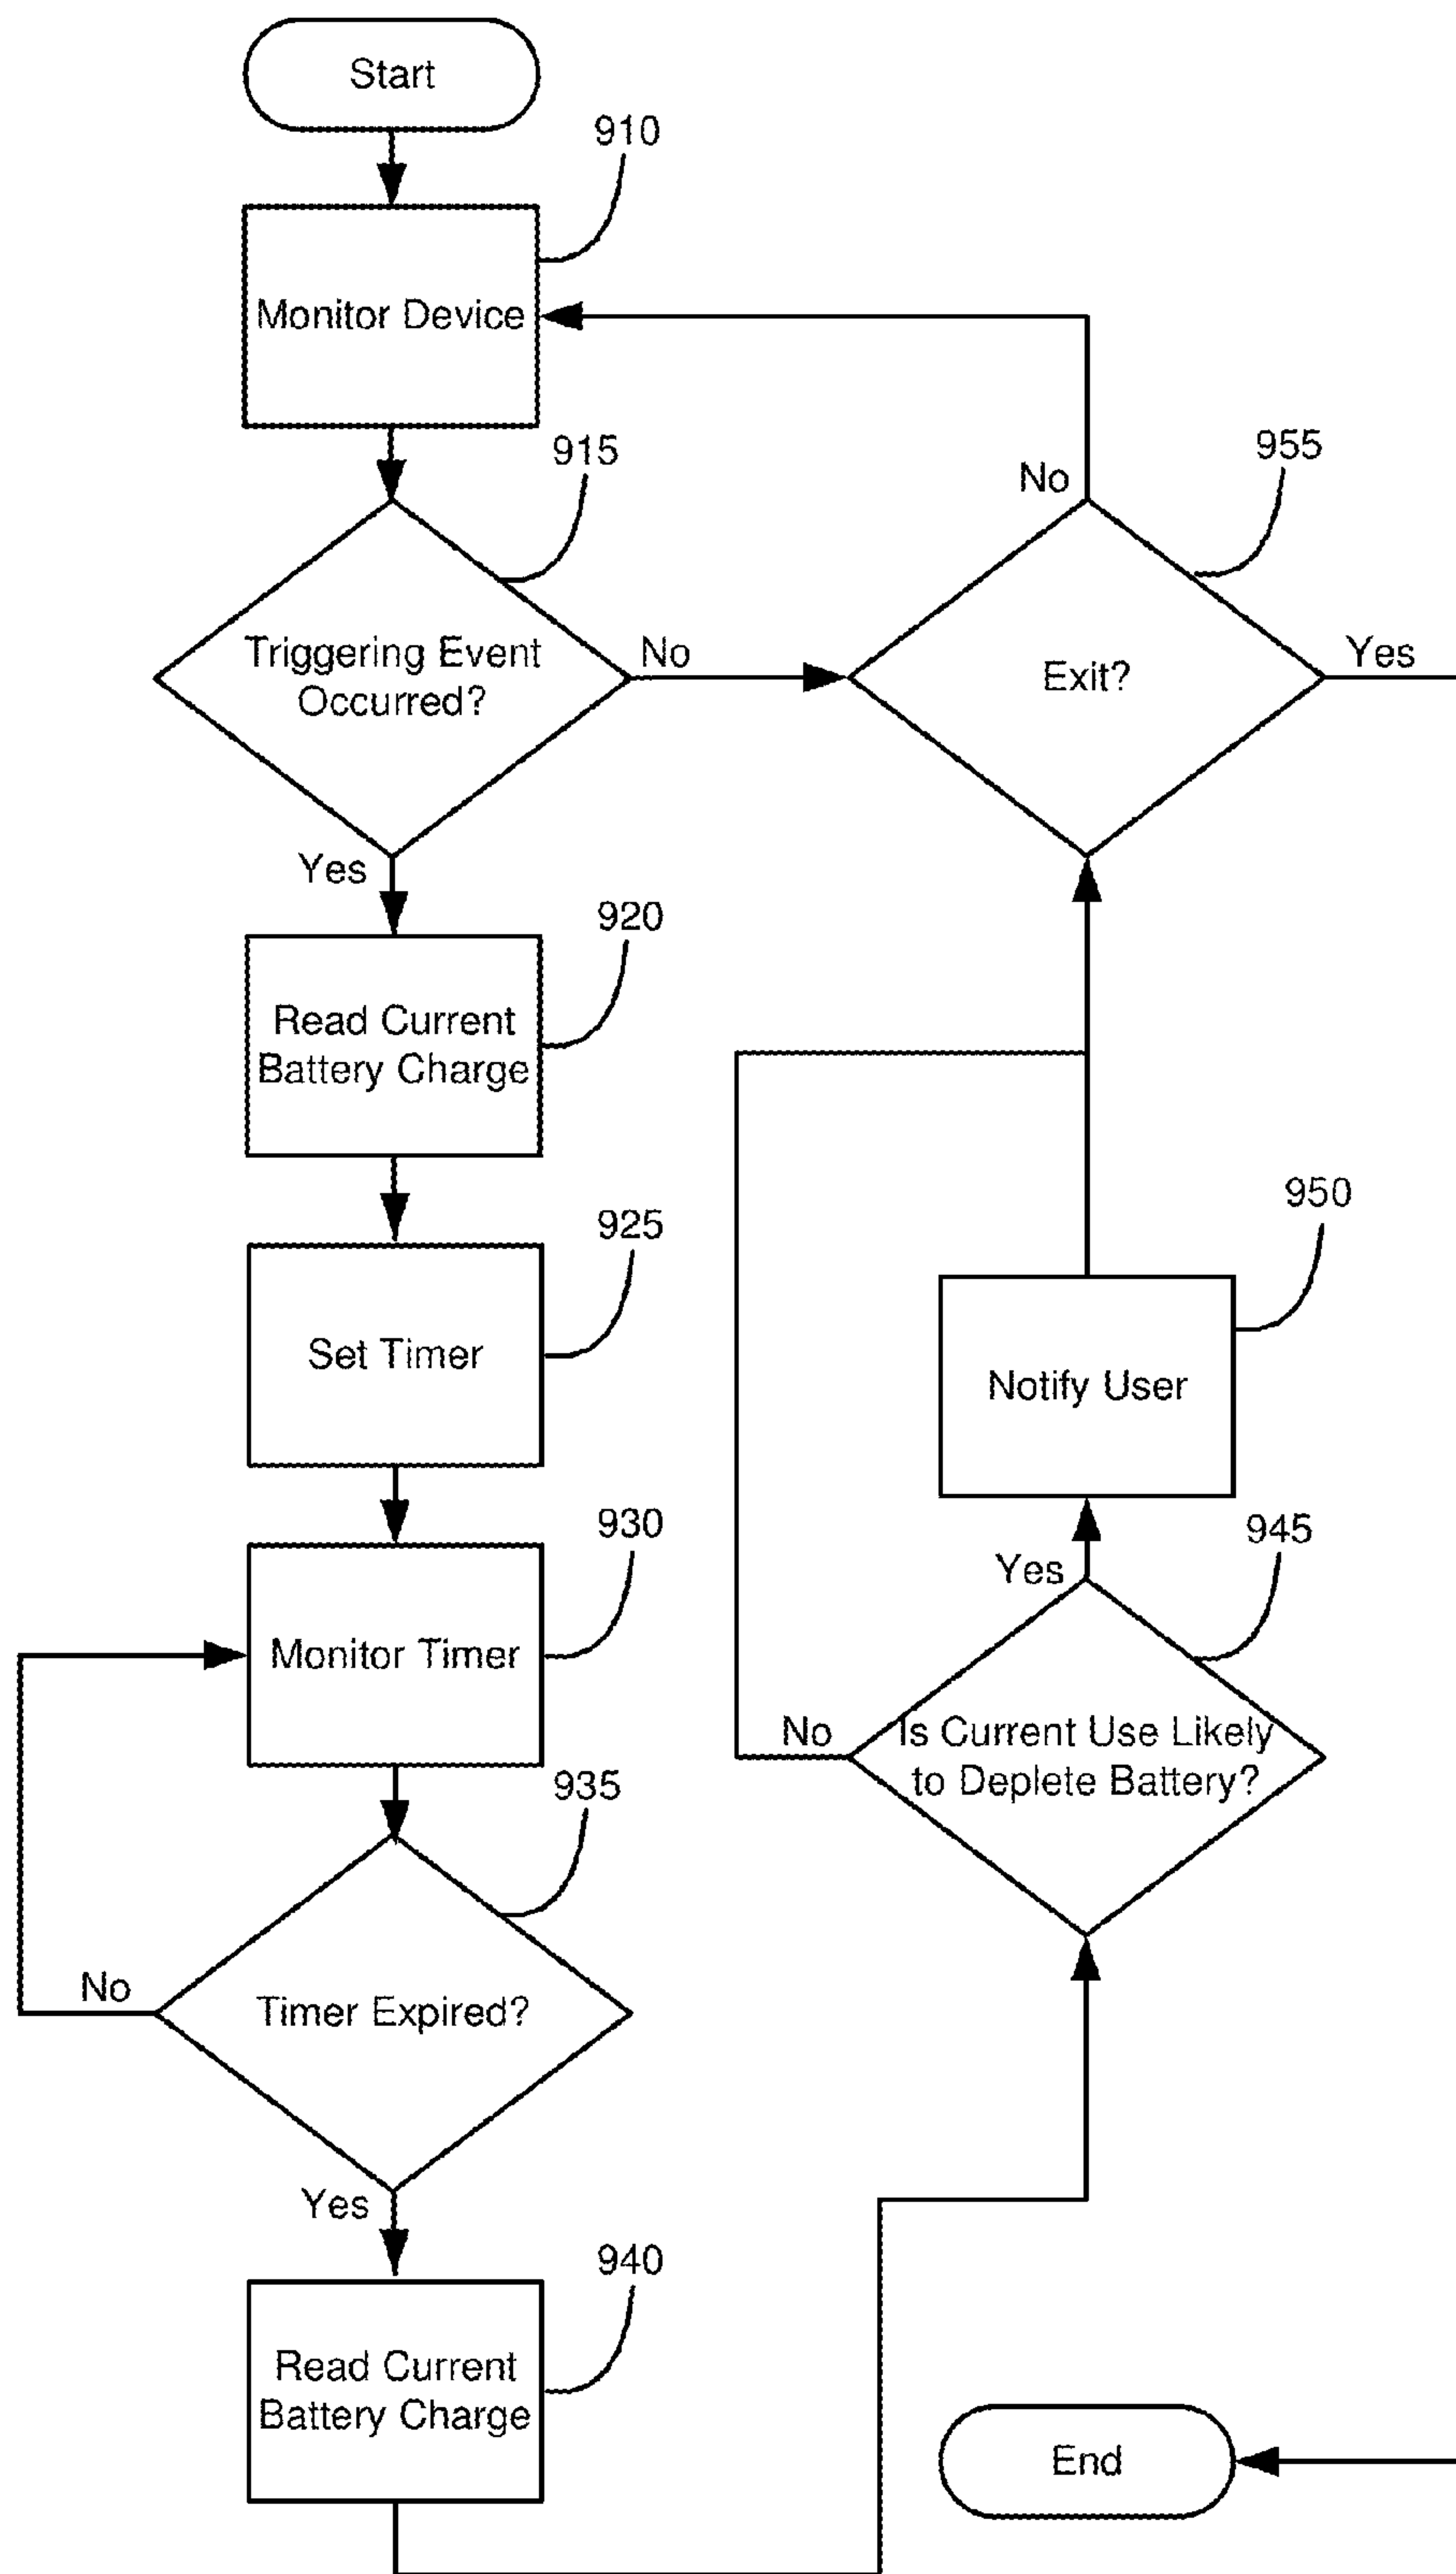 Start
910
Monitor Device
915
Triggering Event
Occurred?
No
Yes
920
Read Current
Battery Charge
925
Set Timer
930
Monitor Timer
935
Timer Expired?
No
Yes
940
Read Current
Battery Charge
955
No
Exit?
Yes
950
Notify User
945
Yes
No
Is Current Use Likely
to Deplete Battery?
End